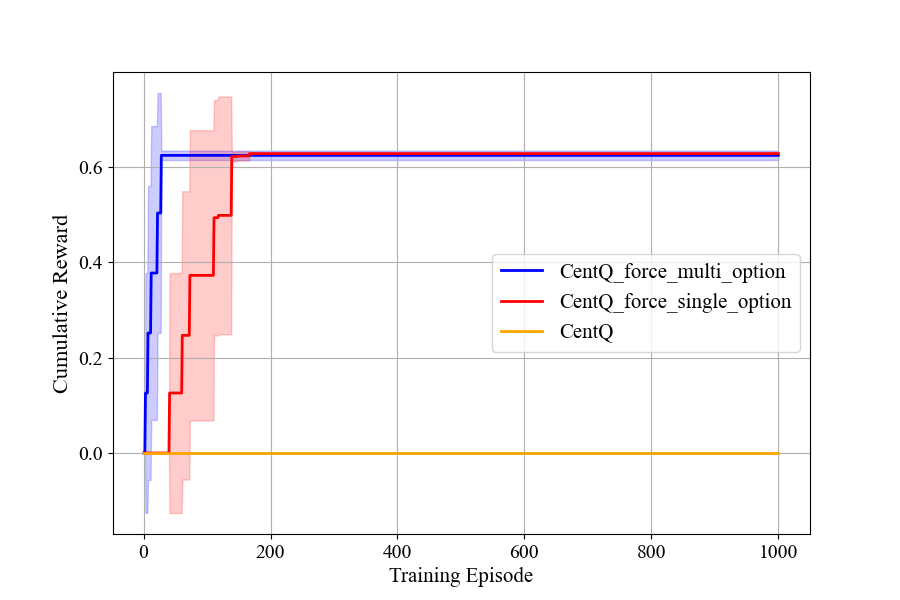 0.6
0.4
0.2
0.0
Cumulative Reward
CentQ_force_multi_option
CentQ_force_single_option
CentQ
0
200
400
600
800
1000
Training Episode